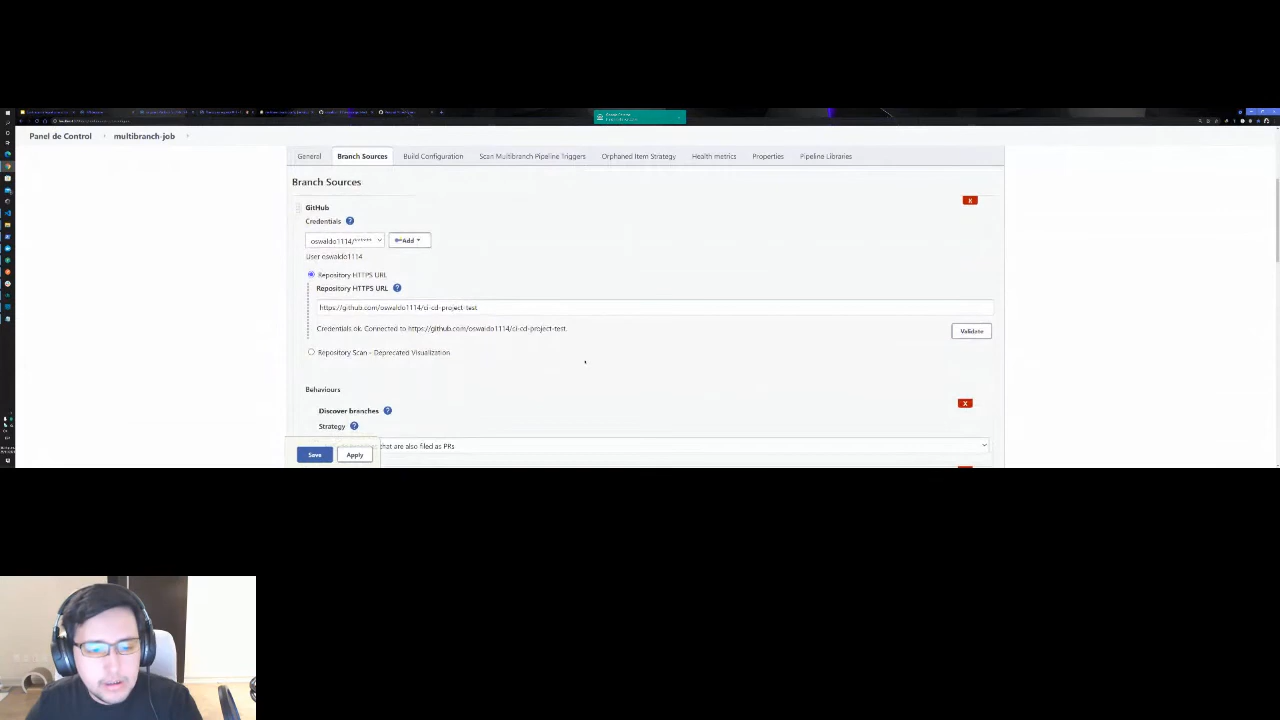 Panel de Control
multibranch-job
General
Branch Sources
Build Configuration
Scan Multibranch Pipeline Triggers
Orphaned Item Strategy
Health metrics
Properties
Pipeline Libraries
Branch Sources
X
GitHub
Credentials ?
oswaldo1114/******
Add
User oswaldo1114
Repository HTTPS URL
Repository HTTPS URL ?
https://github.com/oswaldo1114/ci-cd-project-test
Credentials ok. Connected to https://github.com/oswaldo1114/ci-cd-project-test.
Validate
Repository Scan - Deprecated Visualization
Behaviours
Discover branches ?
X
Strategy ?
that are also filed as PRs
Save
Apply